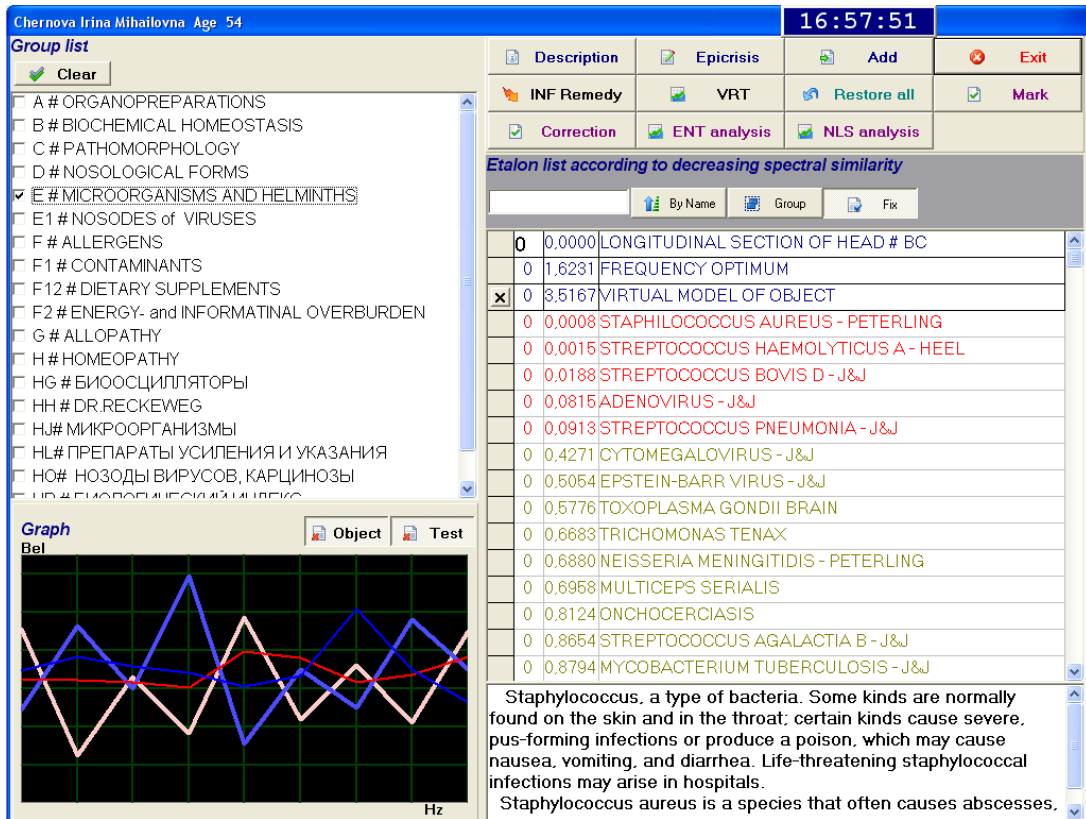 Chernova Irina Mihailovna Age 54
16:57:51
Group list
Clear
A # ORGANOPREPARATIONS
B # BIOCHEMICAL HOMEOSTASIS
C # PATHOMORPHOLOGY
D # NOSOLOGICAL FORMS
E # MICROORGANISMS AND HELMINTHS
E1 # NOSODES of VIRUSES
F # ALLERGENS
F1 # CONTAMINANTS
F12 # DIETARY SUPPLEMENTS
F2 # ENERGY- and INFORMATINAL OVERBURDEN
G # ALLOPATHY
H # HOMEOPATHY
HG # БИООСЦИЛЛЯТОРЫ
HH # DR.RECKEWEG
HJ# МИКРООРГАНИЗМЫ
HL# ПРЕПАРАТЫ УСИЛЕНИЯ И УКАЗАНИЯ
HO# НОЗОДЫ ВИРУСОВ, КАРЦИНОЗЫ
Graph
Object Test
Bel
Hz
Description Epicrisis Add Exit
INF Remedy VRT Restore all Mark
Correction ENT analysis NLS analysis
Etalon list according to decreasing spectral similarity
By Name Group Fix
0 0,0000 LONGITUDINAL SECTION OF HEAD # BC
0 1,6231 FREQUENCY OPTIMUM
0 3,5167 VIRTUAL MODEL OF OBJECT
0 0,0008 STAPHILOCOCCUS AUREUS - PETERLING
0 0,0015 STREPTOCOCCUS HAEMOLYTICUS A - HEEL
0 0,0188 STREPTOCOCCUS BOVIS D - J&J
0 0,0815 ADENOVIRUS - J&J
0 0,0913 STREPTOCOCCUS PNEUMONIA - J&J
0 0,4271 CYTOMEGALOVIRUS - J&J
0 0,5054 EPSTEIN-BARR VIRUS - J&J
0 0,5776 TOXOPLASMA GONDII BRAIN
0 0,6683 TRICHOMONAS TENAX
0 0,6880 NEISSERIA MENINGITIDIS - PETERLING
0 0,6958 MULTICEPS SERIALIS
0 0,8124 ONCHOCERCIASIS
0 0,8654 STREPTOCOCCUS AGALACTIA B - J&J
0 0,8794 MYCOBACTERIUM TUBERCULOSIS - J&J
Staphylococcus, a type of bacteria. Some kinds are normally
found on the skin and in the throat; certain kinds cause severe,
pus-forming infections or produce a poison, which may cause
nausea, vomiting, and diarrhea. Life-threatening staphylococcal
infections may arise in hospitals.
Staphylococcus aureus is a species that often causes abscesses,